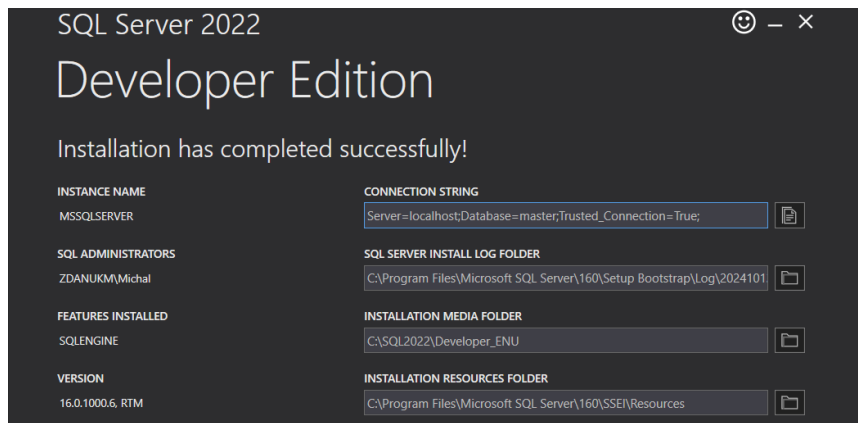 SQL Server 2022
Developer Edition
Installation has completed successfully!
INSTANCE NAME
MSSQLSERVER
CONNECTION STRING
Server=localhost;Database=master;Trusted_Connection=True;
SQL ADMINISTRATORS
ZDANUKM\Michal
SQL SERVER INSTALL LOG FOLDER
C:\Program Files\Microsoft SQL Server\160\Setup Bootstrap\Log\2024101
FEATURES INSTALLED
SQLENGINE
INSTALLATION MEDIA FOLDER
C:\SQL2022\Developer_ENU
VERSION
16.0.1000.6, RTM
INSTALLATION RESOURCES FOLDER
C:\Program Files\Microsoft SQL Server\160\SSEI\Resources